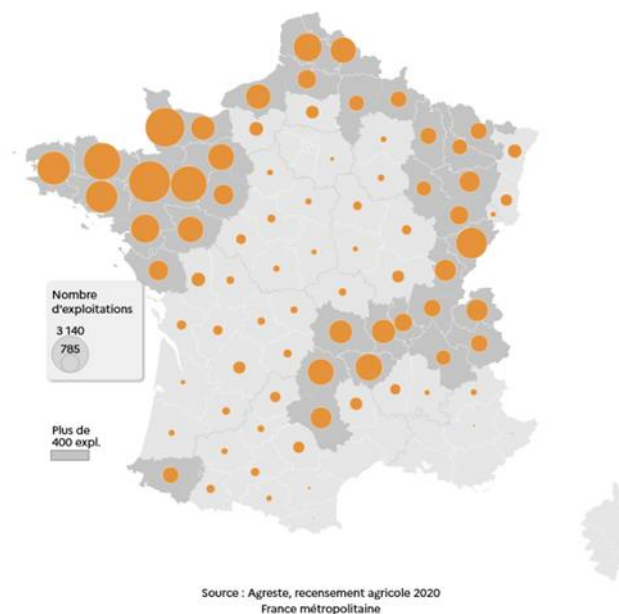 Nombre
d'exploitations
3 140
785
Plus de
400 expl.
Source : Agreste, recensement agricole 2020
France métropolitaine